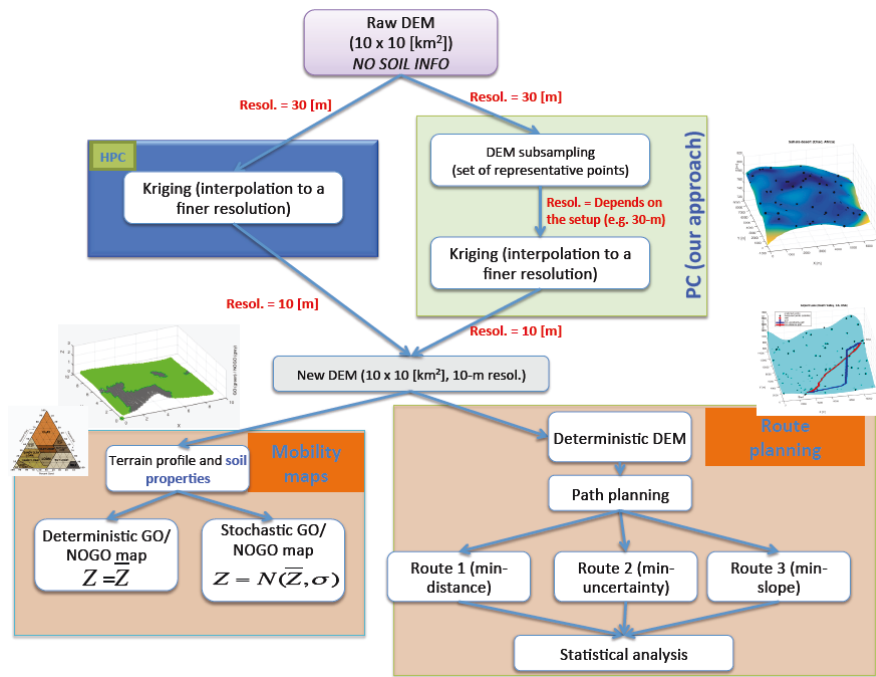 Raw DEM
(10 x 10 [km²])
NO SOIL INFO
Resol. = 30 [m]
Resol. = 30 [m]
HPC
Kriging (interpolation to a
finer resolution)
DEM subsampling
(set of representative points)
Resol. = Depends on
the setup (e.g. 30-m)
Kriging (interpolation to a
finer resolution)
PC (our approach)
Resol. = 10 [m]
Resol. = 10 [m]
New DEM (10 x 10 [km²], 10-m resol.)
GO (green) - NOGO (grey)
Mobility
maps
Terrain profile and soil
properties
Deterministic GO/
NOGO map
Z =Z̅
Stochastic GO/
NOGO map
Z = N(Z̅,σ)
Route
planning
Deterministic DEM
Path planning
Route 1 (min-
distance)
Route 2 (min-
uncertainty)
Route 3 (min-
slope)
Statistical analysis